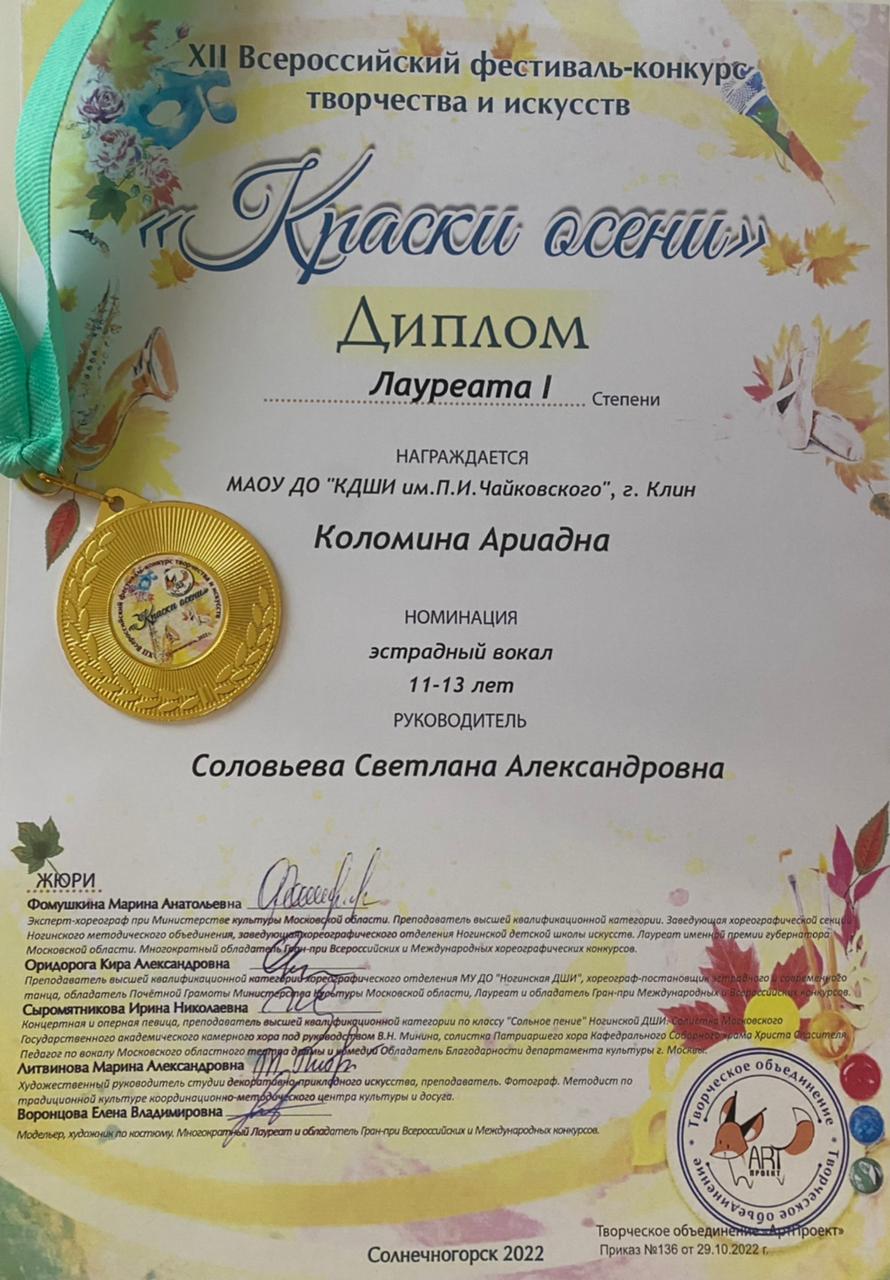 XII Всероссийский фестиваль-конкурс
творчества и искусств
«Краски осени»
Диплом
Лауреата I Степени
НАГРАЖДАЕТСЯ
МАОУ ДО "КДШИ им.П.И.Чайковского", г. Клин
Коломина Ариадна
НОМИНАЦИЯ
эстрадный вокал
11-13 лет
РУКОВОДИТЕЛЬ
Соловьева Светлана Александровна
XII Всероссийский фестиваль-конкурс творчества и искусств
«Краски осени»
ЖЮРИ
Фомушкина Марина Анатольевна
Эксперт-хореограф при Министерстве культуры Московской области. Преподаватель высшей квалификационной категории. Заведующая хореографической секции
Ногинского методического объединения, заведующая хореографического отделения Ногинской детской школы искусств. Лауреат именной премии губернатора
Московской области. Многократный обладатель Гран-при Всероссийских и Международных хореографических конкурсов.
Оридорога Кира Александровна
Преподаватель высшей квалификационной категории хореографического отделения МУ ДО "Ногинская ДШИ", хореограф-постановщик эстрадного и современного
танца, обладатель Почётной Грамоты Министерства культуры Московской области, Лауреат и обладатель Гран-при Международных и Всероссийских конкурсов.
Сыромятникова Ирина Николаевна
Концертная и оперная певица, преподаватель высшей квалификационной категории по классу "Сольное пение" Ногинской ДШИ. Солистка Московского
Государственного академического камерного хора под руководством В.Н. Минина, солистка Патриаршего хора Кафедрального Соборного храма Христа Спасителя
Педагог по вокалу Московского областного театра драмы и комедии Обладатель Благодарности департамента культуры г. Москвы.
Литвинова Марина Александровна
Художественный руководитель студии декоративно-прикладного искусства, преподаватель. Фотограф. Методист по
традиционной культуре координационно-методического центра культуры и досуга.
Воронцова Елена Владимировна
Модельер, художник по костюму. Многократный Лауреат и обладатель Гран-при Всероссийских и Международных конкурсов.
Творческое объединение * Творческое объединение *
ART
ПРОЕКТ
Творческое объединение «АртПроект»
Приказ №136 от 29.10.2022 г.
Солнечногорск 2022